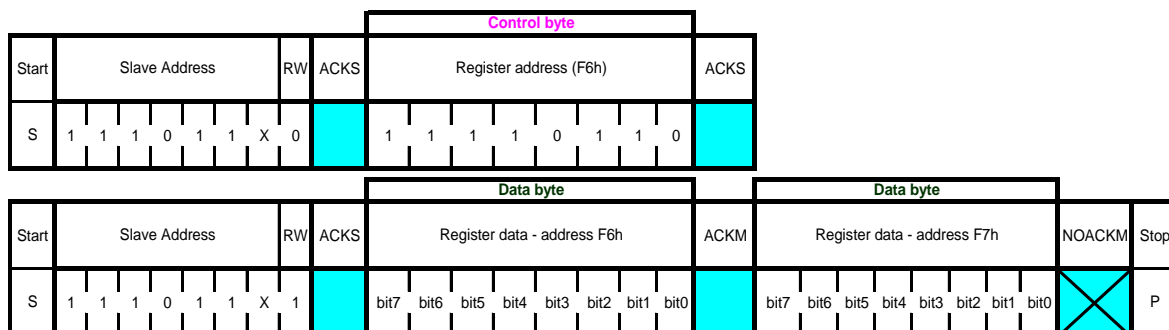 Control byte
Start Slave Address RW ACKS Register address (F6h) ACKS
S 1 1 1 0 1 1 X 0 1 1 1 1 0 1 1 0
Data byte Data byte
Start Slave Address RW ACKS Register data - address F6h ACKM Register data - address F7h NOACKM Stop
S 1 1 1 0 1 1 X 1 bit7 bit6 bit5 bit4 bit3 bit2 bit1 bit0 bit7 bit6 bit5 bit4 bit3 bit2 bit1 bit0 P